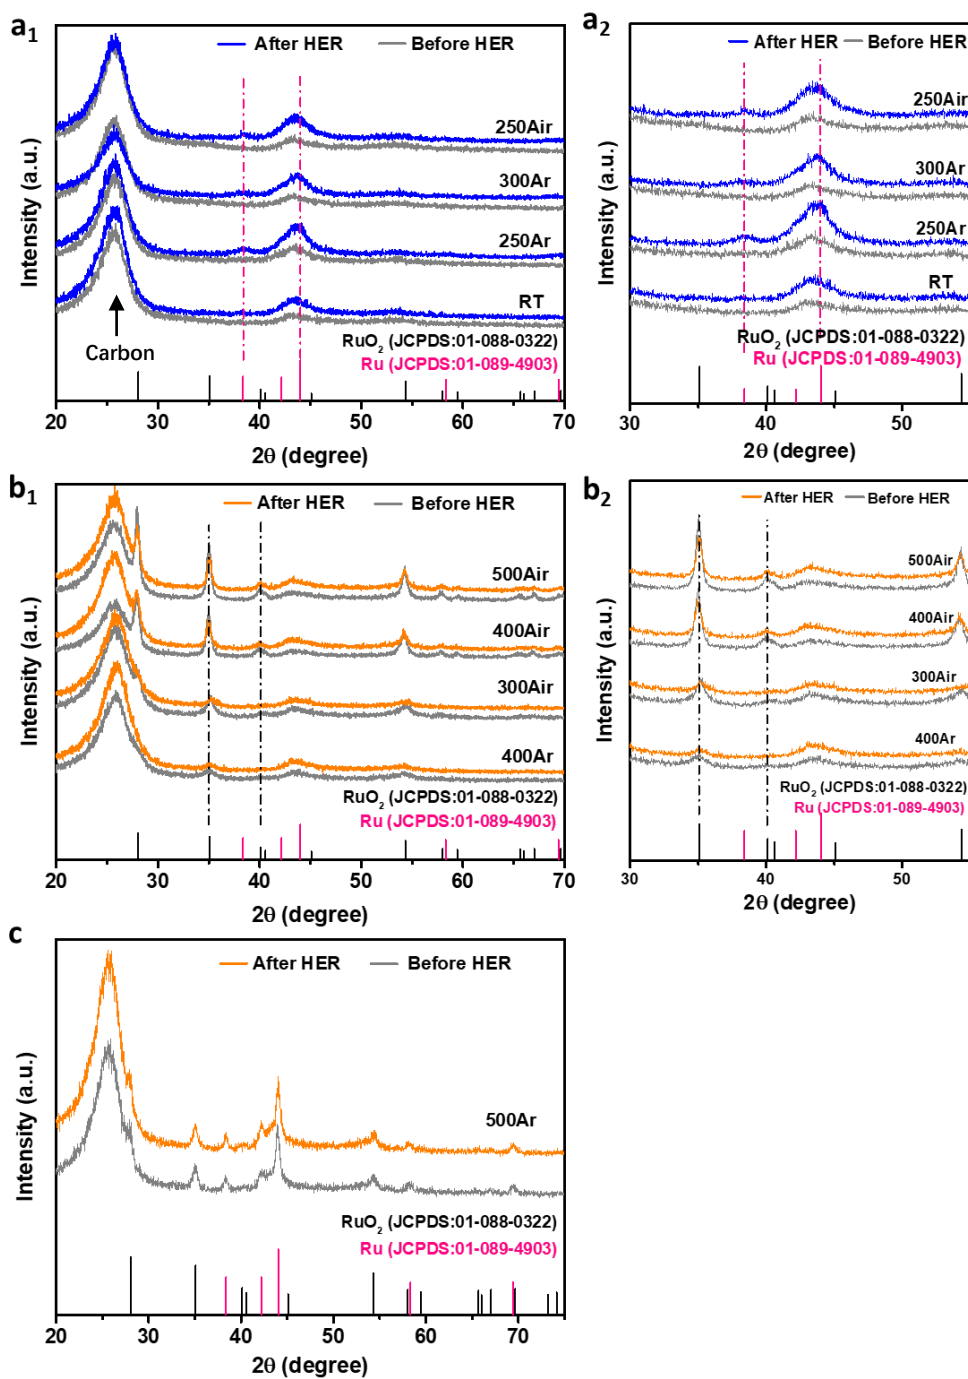 a1
After HER
Before HER
250Air
300Ar
250Ar
RT
Carbon
RuO2 (JCPDS:01-088-0322)
Ru (JCPDS:01-089-4903)
Intensity (a.u.)
20 30 40 50 60 70
2θ (degree)
a2
After HER
Before HER
250Air
300Ar
250Ar
RT
RuO2 (JCPDS:01-088-0322)
Ru (JCPDS:01-089-4903)
Intensity (a.u.)
30 40 50
2θ (degree)
b1
After HER
Before HER
500Air
400Air
300Air
400Ar
RuO2 (JCPDS:01-088-0322)
Ru (JCPDS:01-089-4903)
Intensity (a.u.)
20 30 40 50 60 70
2θ (degree)
b2
After HER
Before HER
500Air
400Air
300Air
400Ar
RuO2 (JCPDS:01-088-0322)
Ru (JCPDS:01-089-4903)
Intensity (a.u.)
30 40 50
2θ (degree)
c
After HER
Before HER
500Ar
RuO2 (JCPDS:01-088-0322)
Ru (JCPDS:01-089-4903)
Intensity (a.u.)
20 30 40 50 60 70
2θ (degree)